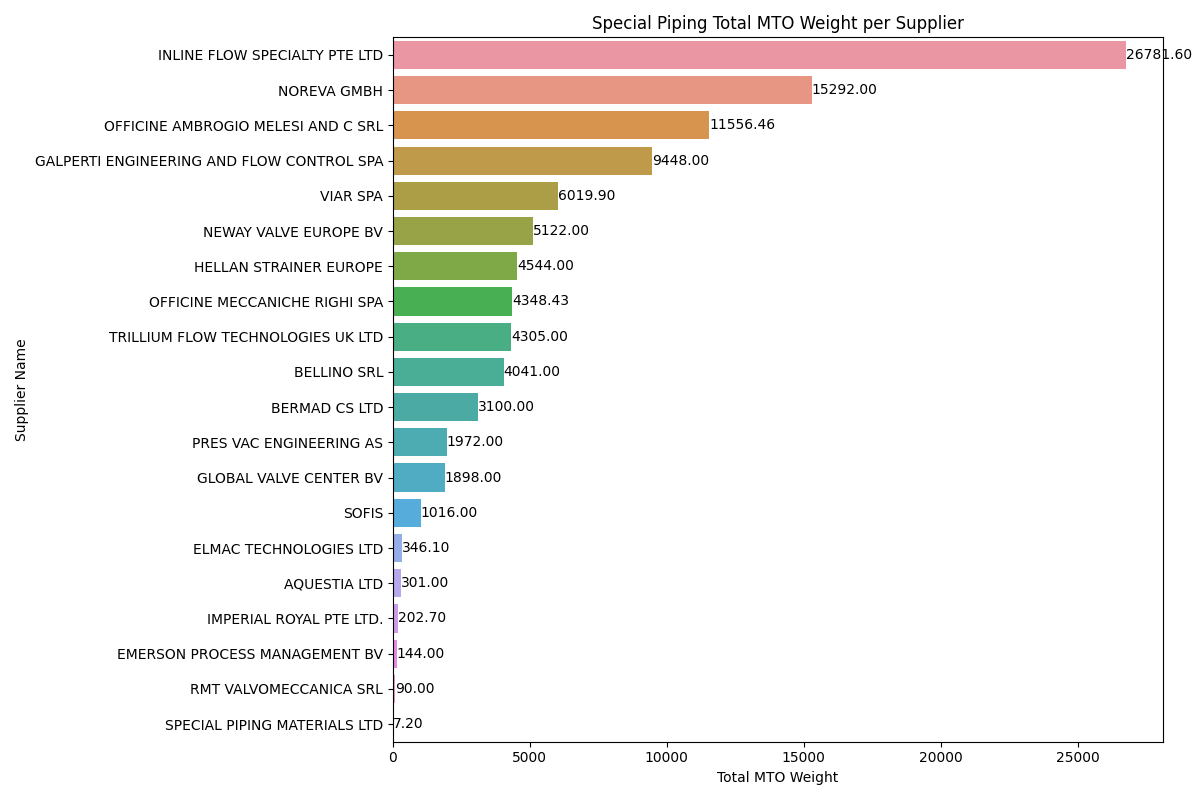 Special Piping Total MTO Weight per Supplier
INLINE FLOW SPECIALTY PTE LTD 26781.60
NOREVA GMBH 15292.00
OFFICINE AMBROGIO MELESI AND C SRL 11556.46
GALPERTI ENGINEERING AND FLOW CONTROL SPA 9448.00
VIAR SPA 6019.90
NEWAY VALVE EUROPE BV 5122.00
HELLAN STRAINER EUROPE 4544.00
OFFICINE MECCANICHE RIGHI SPA 4348.43
TRILLIUM FLOW TECHNOLOGIES UK LTD 4305.00
BELLINO SRL 4041.00
BERMAD CS LTD 3100.00
PRES VAC ENGINEERING AS 1972.00
GLOBAL VALVE CENTER BV 1898.00
SOFIS 1016.00
ELMAC TECHNOLOGIES LTD 346.10
AQUESTIA LTD 301.00
IMPERIAL ROYAL PTE LTD. 202.70
EMERSON PROCESS MANAGEMENT BV 144.00
RMT VALVOMECCANICA SRL 90.00
SPECIAL PIPING MATERIALS LTD 7.20
Supplier Name
0 5000 10000 15000 20000 25000
Total MTO Weight